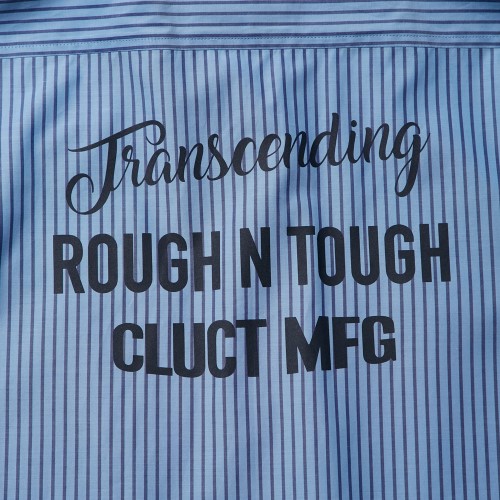 Transcending
ROUGH N TOUGH
CLUCT MFG